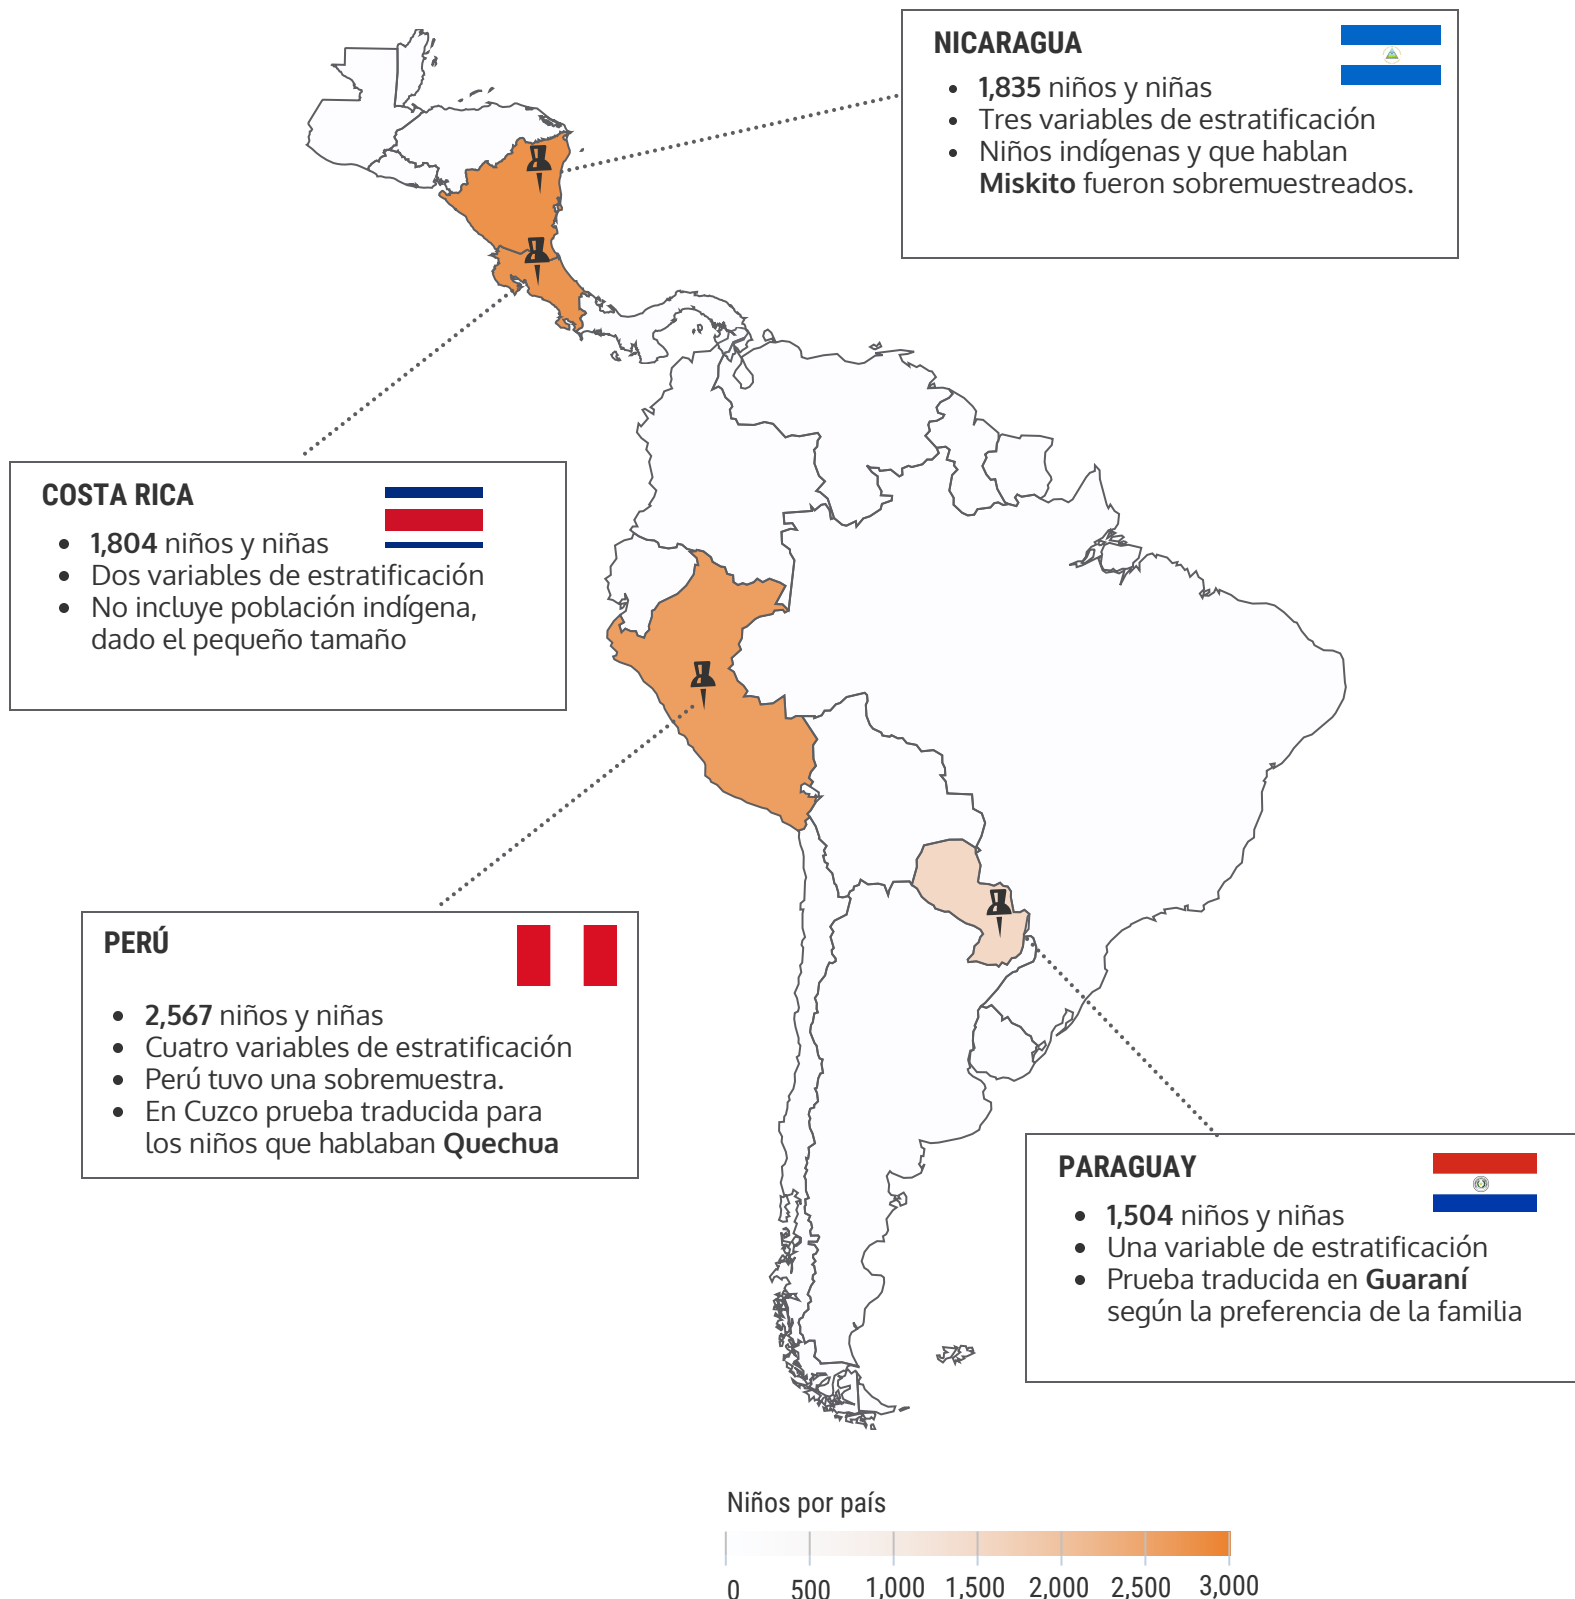 NICARAGUA
1,835 niños y niñas
Tres variables de estratificación
Niños indígenas y que hablan
Miskito fueron sobremuestreados.
COSTA RICA
1,804 niños y niñas
Dos variables de estratificación
No incluye población indígena,
dado el pequeño tamaño
PERÚ
2,567 niños y niñas
Cuatro variables de estratificación
Perú tuvo una sobremuestra.
En Cuzco prueba traducida para
los niños que hablaban Quechua
PARAGUAY
1,504 niños y niñas
Una variable de estratificación
Prueba traducida en Guaraní
según la preferencia de la familia
Niños por país
0 500 1,000 1,500 2,000 2,500 3,000